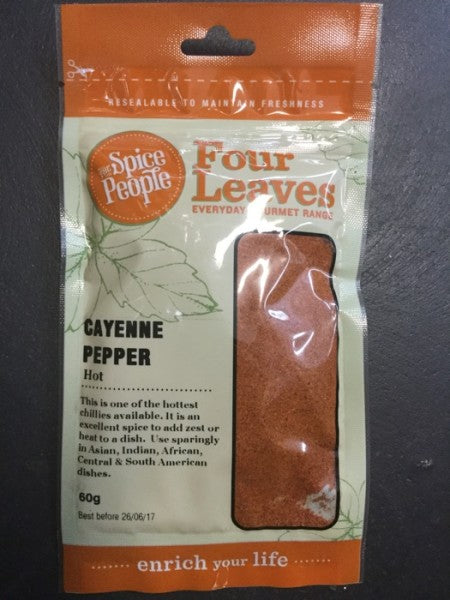 RESEALABLE TO MAINTAIN FRESHNESS
THE Spice
People
Four
Leaves
EVERYDAY GOURMET RANGE
CAYENNE
PEPPER
Hot
This is one of the hottest
chillies available. It is an
excellent spice to add zest or
heat to a dish. Use sparingly
in Asian, Indian, African,
Central & South American
dishes.
60g
Best before 26/06/17
enrich your life